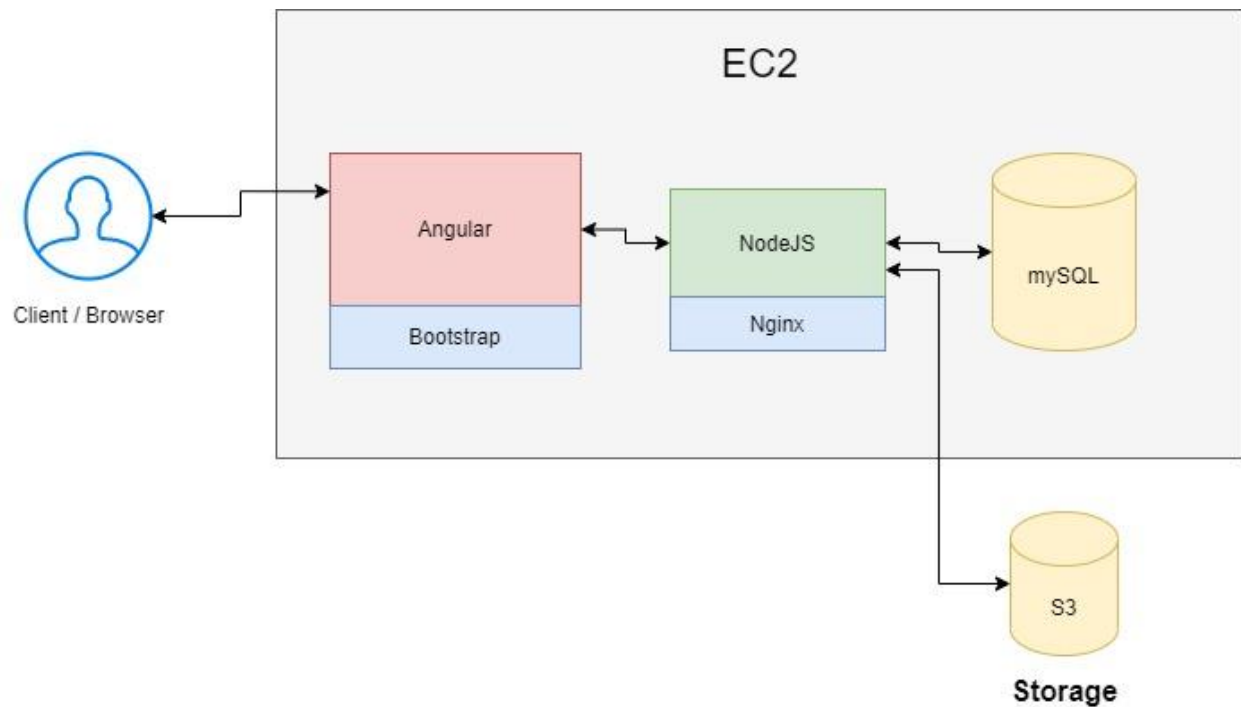 EC2
Client / Browser
Angular
Bootstrap
NodeJS
Nginx
mySQL
S3
Storage